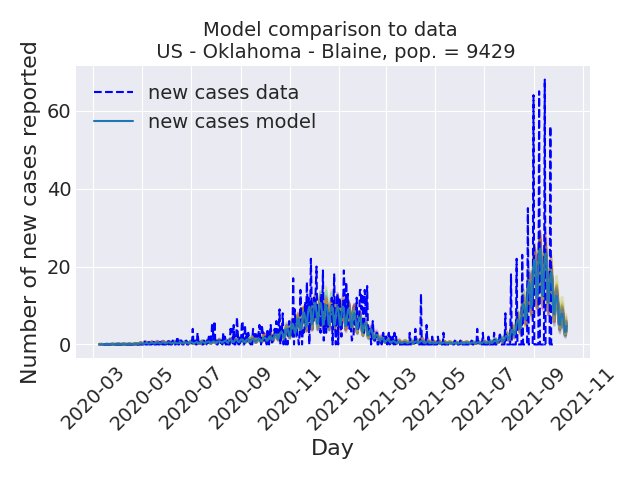 Model comparison to data
US - Oklahoma - Blaine, pop. = 9429
Number of new cases reported
60
40
20
0
new cases data
new cases model
2020-03
2020-05
2020-07
2020-09
2020-11
2021-01
2021-03
2021-05
2021-07
2021-09
2021-11
Day